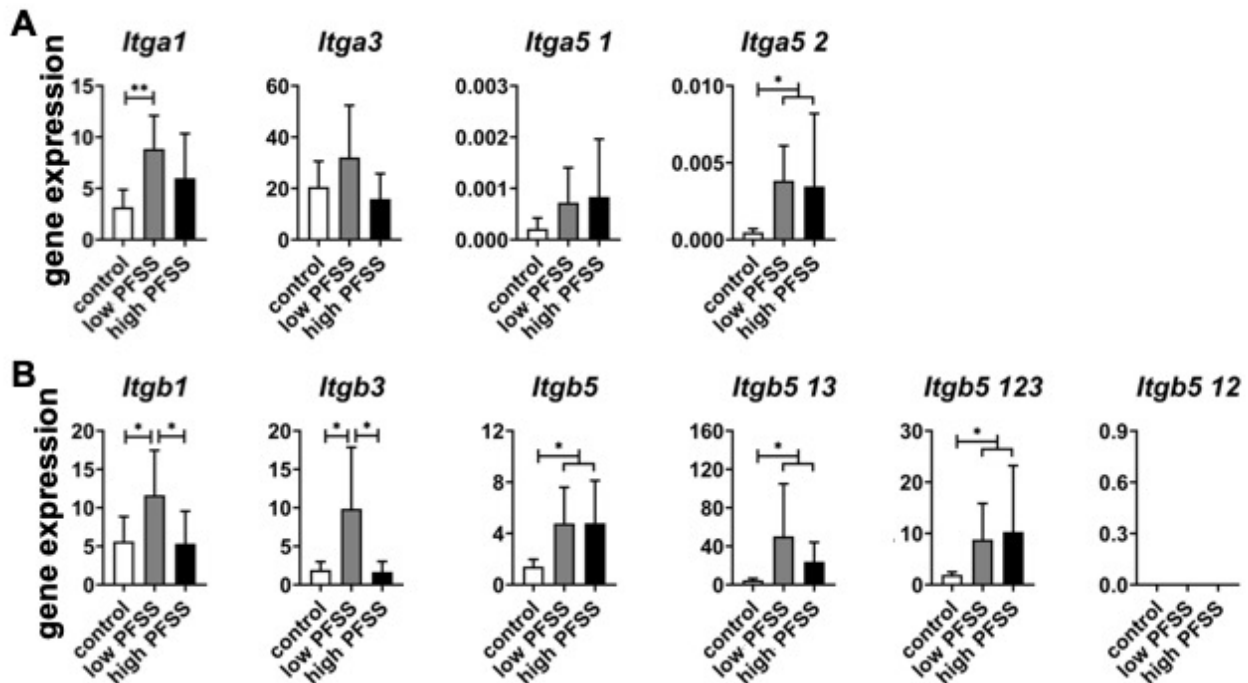 A
Itga1 Itga3 Itga5 1 Itga5 2
gene expression
15 10 5 0
**
control low PFSS high PFSS
60 40 20 0
control low PFSS high PFSS
0.003 0.002 0.001 0.000
control low PFSS high PFSS
0.010 0.005 0.000
*
control low PFSS high PFSS
B
Itgb1 Itgb3 Itgb5 Itgb5 13 Itgb5 123 Itgb5 12
gene expression
20 15 10 5 0
* *
control low PFSS high PFSS
20 15 10 5 0
* *
control low PFSS high PFSS
12 8 4 0
*
control low PFSS high PFSS
160 120 80 40 0
*
control low PFSS high PFSS
30 20 10 0
*
control low PFSS high PFSS
0.9 0.6 0.3 0.0
control low PFSS high PFSS